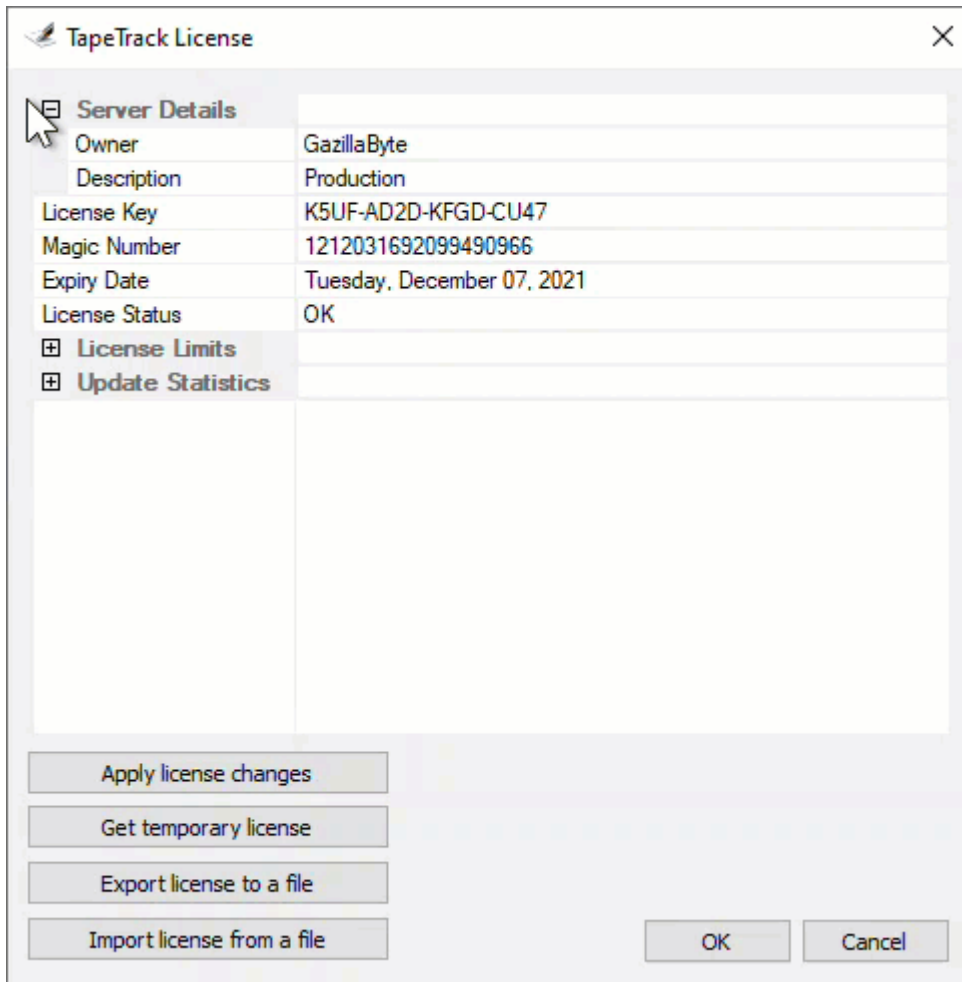 TapeTrack License
Server Details
Owner GazillaByte
Description Production
License Key K5UF-AD2D-KFGD-CU47
Magic Number 1212031692099490966
Expiry Date Tuesday, December 07, 2021
License Status OK
License Limits
Update Statistics
Apply license changes
Get temporary license
Export license to a file
Import license from a file
OK Cancel